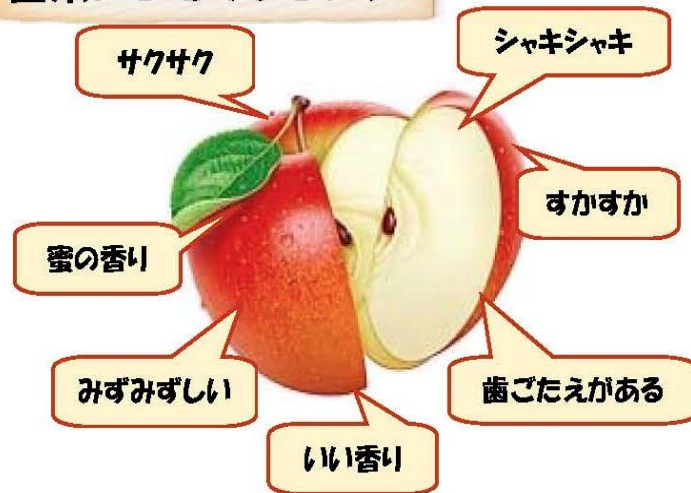 サクサク
シャキシャキ
すかすか
蜜の香り
みずみずしい
歯ごたえがある
いい香り